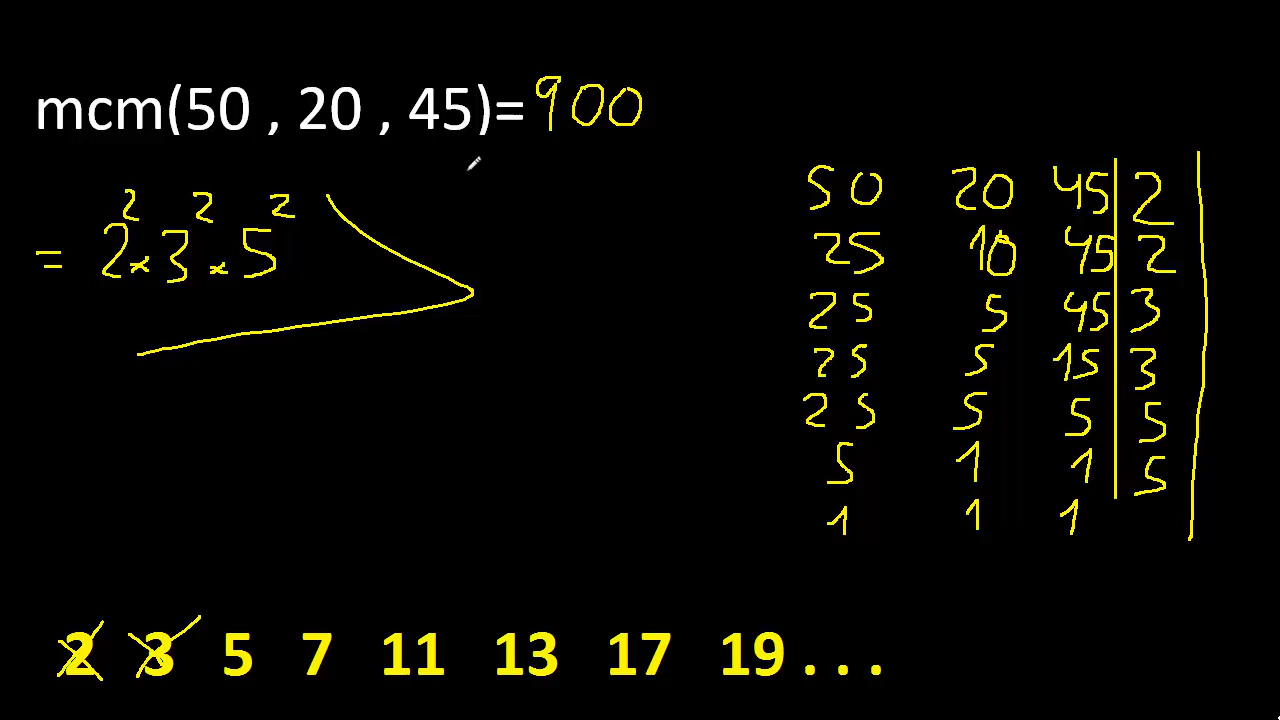 mcm(50 , 20 , 45)= 900
= 2² × 3² × 5²
50 20 45 2
25 10 45 2
25 5 45 3
25 5 15 3
25 5 5 5
5 1 1 5
1 1 1
2 3 5 7 11 13 17 19 . . .